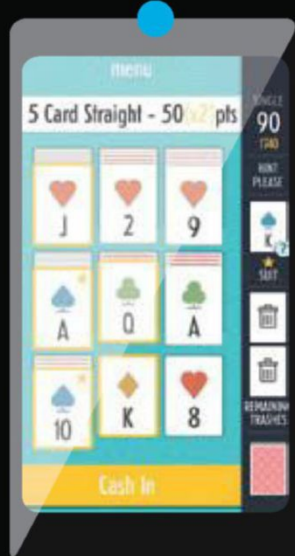 menu
5 Card Straight - 50(x2)pts
SINGLE
90
1740
HINT
PLEASE
J
2
9
K
?
SUIT
A
Q
A
10
K
8
REMAINING
TRASHES
Cash In